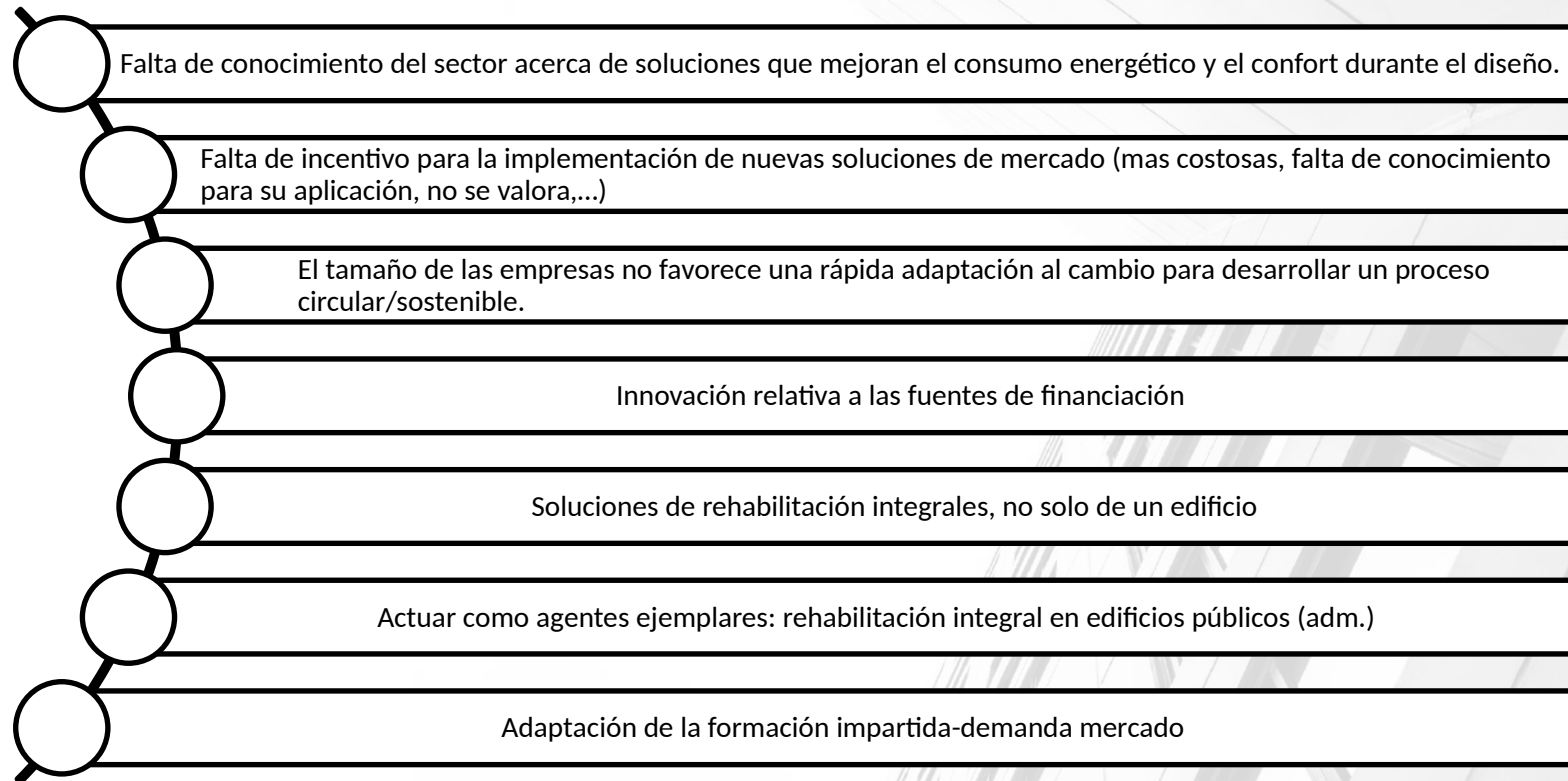 Falta de conocimiento del sector acerca de soluciones que mejoran el consumo energético y el confort durante el diseño.
Falta de incentivo para la implementación de nuevas soluciones de mercado (mas costosas, falta de conocimiento
para su aplicación, no se valora,...)
El tamaño de las empresas no favorece una rápida adaptación al cambio para desarrollar un proceso
circular/sostenible.
Innovación relativa a las fuentes de financiación
Soluciones de rehabilitación integrales, no solo de un edificio
Actuar como agentes ejemplares: rehabilitación integral en edificios públicos (adm.)
Adaptación de la formación impartida-demanda mercado